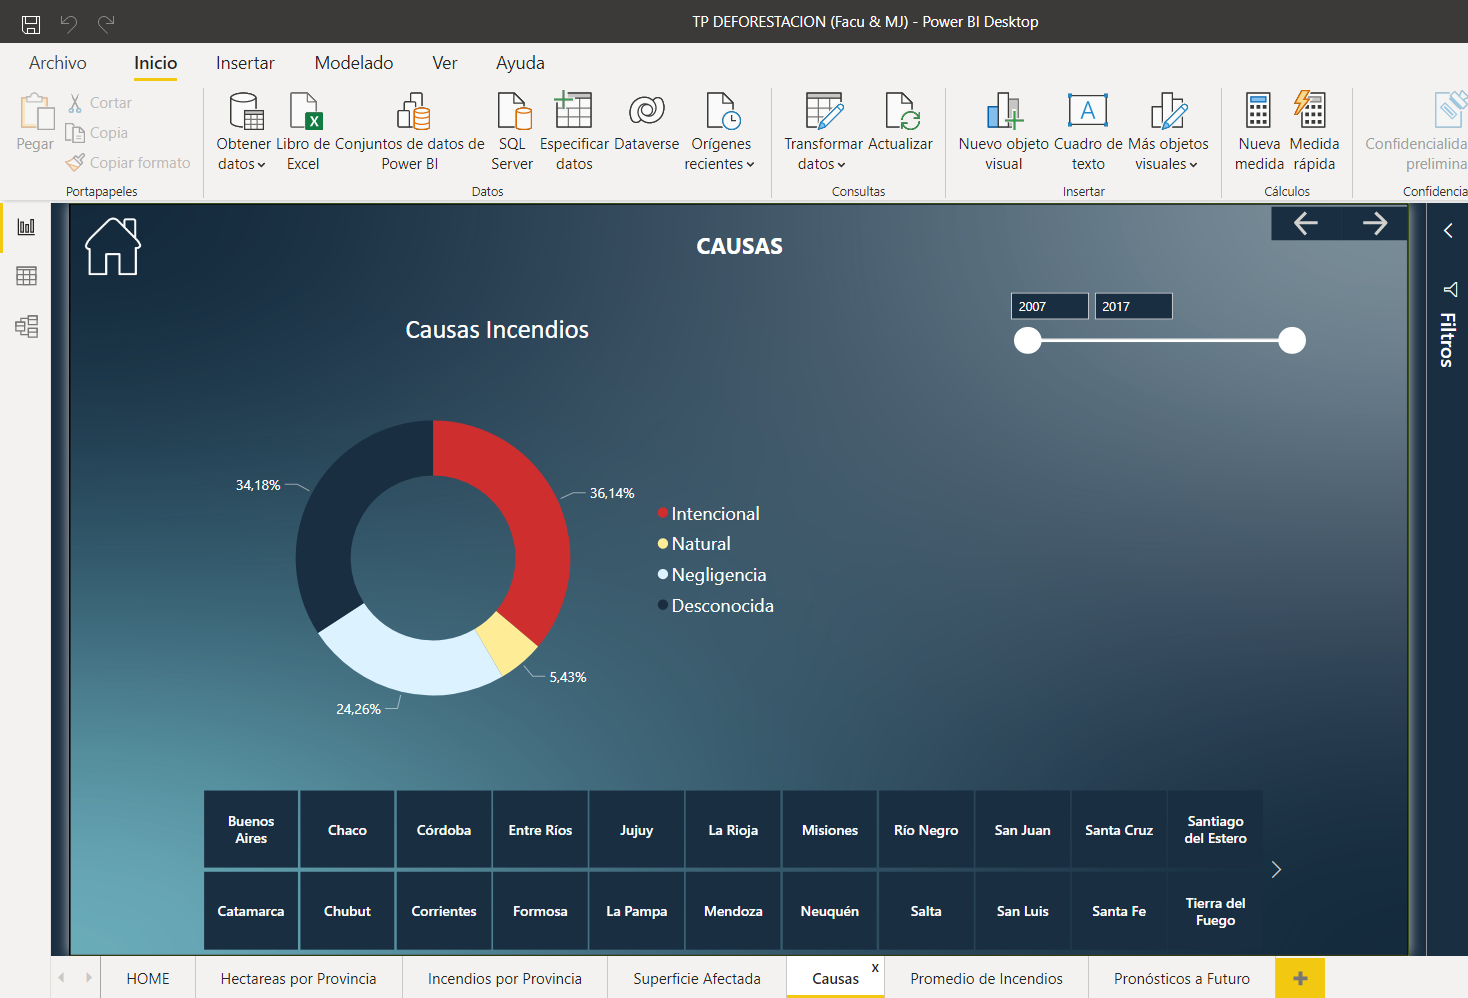 TP DEFORESTACION (Facu & MJ) - Power BI Desktop
Archivo Inicio Insertar Modelado Ver Ayuda
Pegar
Cortar
Copia
Copiar formato
Portapapeles
Obtener datos
Libro de Excel
Conjuntos de datos de Power BI
SQL Server
Especificar datos
Dataverse
Orígenes recientes
Datos
Transformar datos
Actualizar
Consultas
Nuevo objeto visual
Cuadro de texto
Más objetos visuales
Insertar
Nueva medida
Medida rápida
Cálculos
Confidencialida
prelimina
Confidencia
CAUSAS
2007 2017
Filtros
Causas Incendios
34,18%
36,14%
5,43%
24,26%
Intencional
Natural
Negligencia
Desconocida
Buenos Aires
Chaco
Córdoba
Entre Ríos
Jujuy
La Rioja
Misiones
Río Negro
San Juan
Santa Cruz
Santiago del Estero
Catamarca
Chubut
Corrientes
Formosa
La Pampa
Mendoza
Neuquén
Salta
San Luis
Santa Fe
Tierra del Fuego
HOME Hectareas por Provincia Incendios por Provincia Superficie Afectada Causas x Promedio de Incendios Pronósticos a Futuro